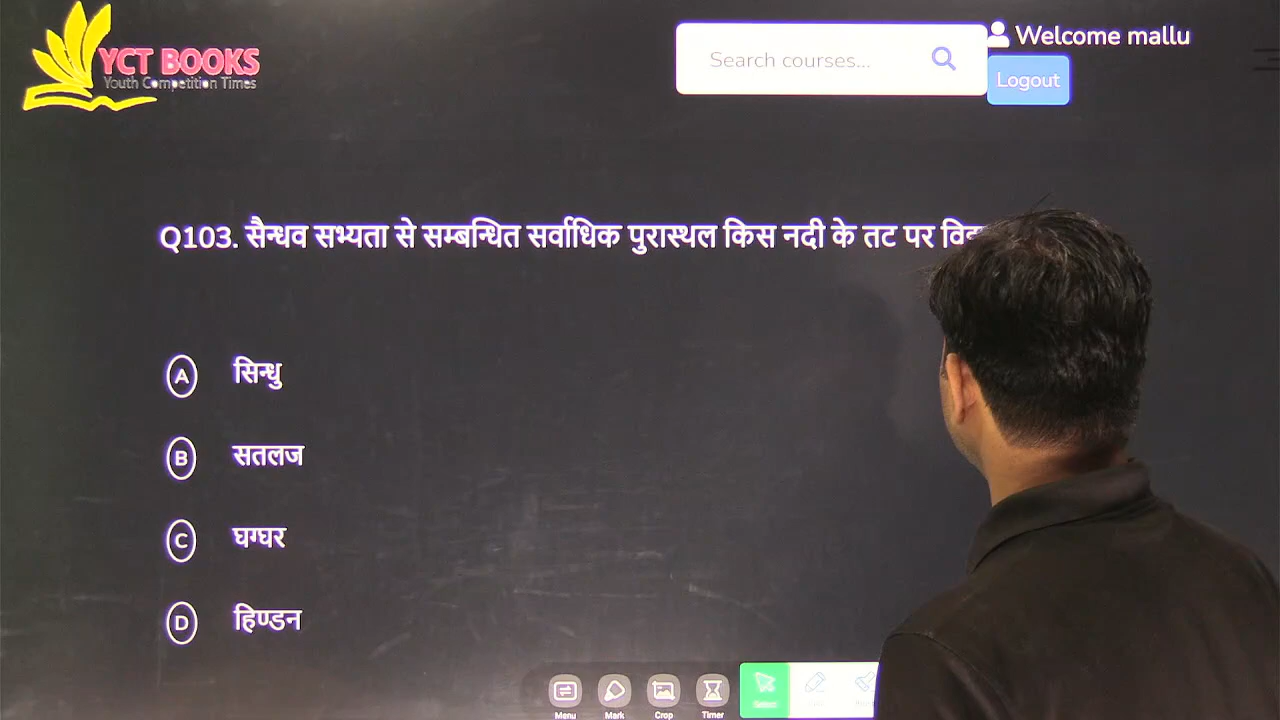 YCT BOOKS
Youth Competition Times
Search courses...
Welcome mallu
Logout
Q103. सैन्धव सभ्यता से सम्बन्धित सर्वाधिक पुरास्थल किस नदी के तट पर
A सिन्धु
B सतलज
C घग्घर
D हिण्डन
Menu Mark Crop Timer Select